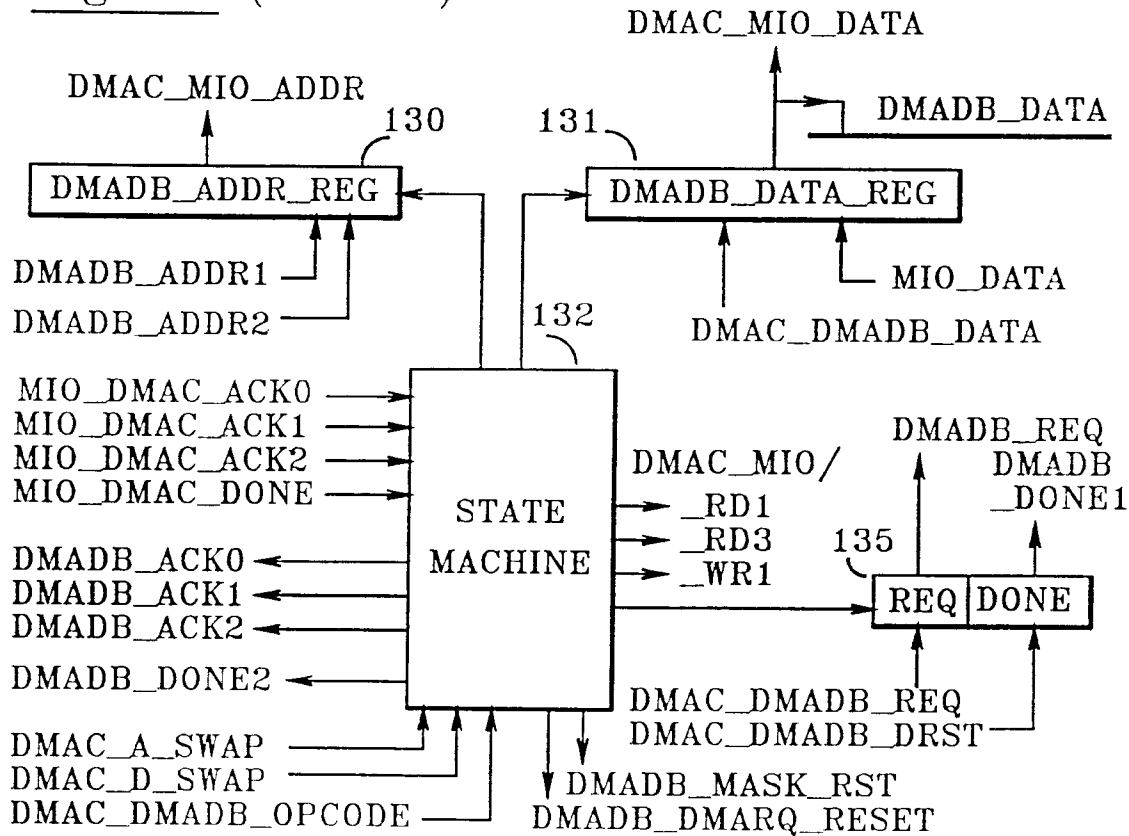 DMAC_MIO_DATA
DMAC_MIO_ADDR
DMADB_DATA
130
131
DMADB_ADDR_REG
DMADB_DATA_REG
DMADB_ADDR1
MIO_DATA
DMADB_ADDR2
132
DMAC_DMADB_DATA
MIO_DMAC_ACK0
MIO_DMAC_ACK1
MIO_DMAC_ACK2
MIO_DMAC_DONE
STATE
MACHINE
DMAC_MIO/
_RD1
_RD3
_WR1
DMADB_REQ
DMADB
_DONE1
135
REQ DONE
DMADB_ACK0
DMADB_ACK1
DMADB_ACK2
DMADB_DONE2
DMAC_DMADB_REQ
DMAC_DMADB_DRST
DMAC_A_SWAP
DMAC_D_SWAP
DMAC_DMADB_OPCODE
DMADB_MASK_RST
DMADB_DMARQ_RESET